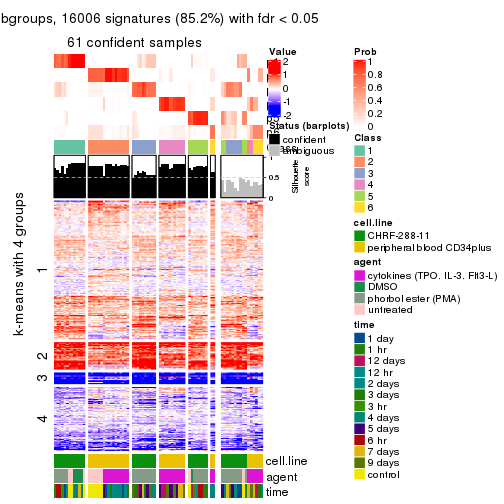 bgroups, 16006 signatures (85.2%) with fdr < 0.05
61 confident samples
k-means with 4 groups
1
2
3
4
Value
2
1
0
-1
-2
Status (barplots)
confident
ambiguous
1
0.5
0
Silhouette
score
cell.line
agent
time
Prob
1
0.8
0.6
0.4
0.2
0
Class
1
2
3
4
5
6
cell.line
CHRF-288-11
peripheral blood CD34plus
agent
cytokines (TPO. IL-3. Flt3-L)
DMSO
phorbol ester (PMA)
untreated
time
1 day
1 hr
12 days
12 hr
2 days
3 days
3 hr
4 days
5 days
6 hr
7 days
9 days
control